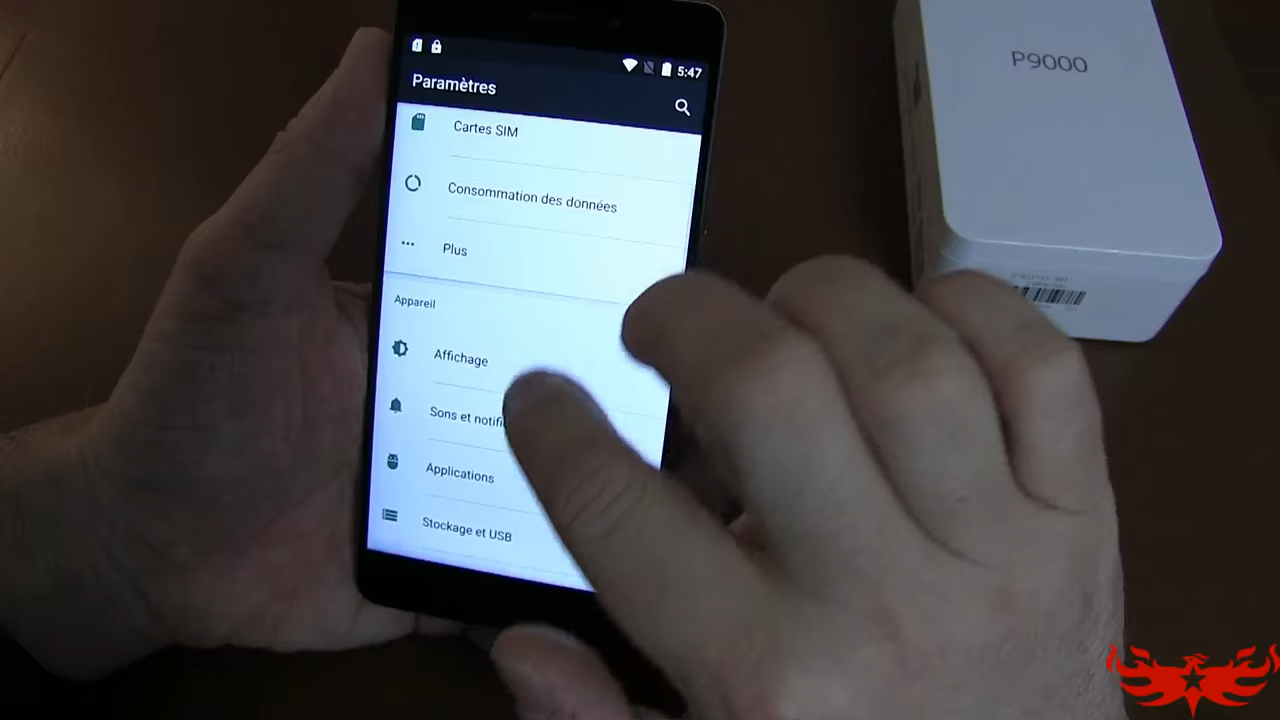 P9000
5:47
Paramètres
Cartes SIM
Consommation des données
Plus
Appareil
Affichage
Sons et notifi
Applications
Stockage et USB